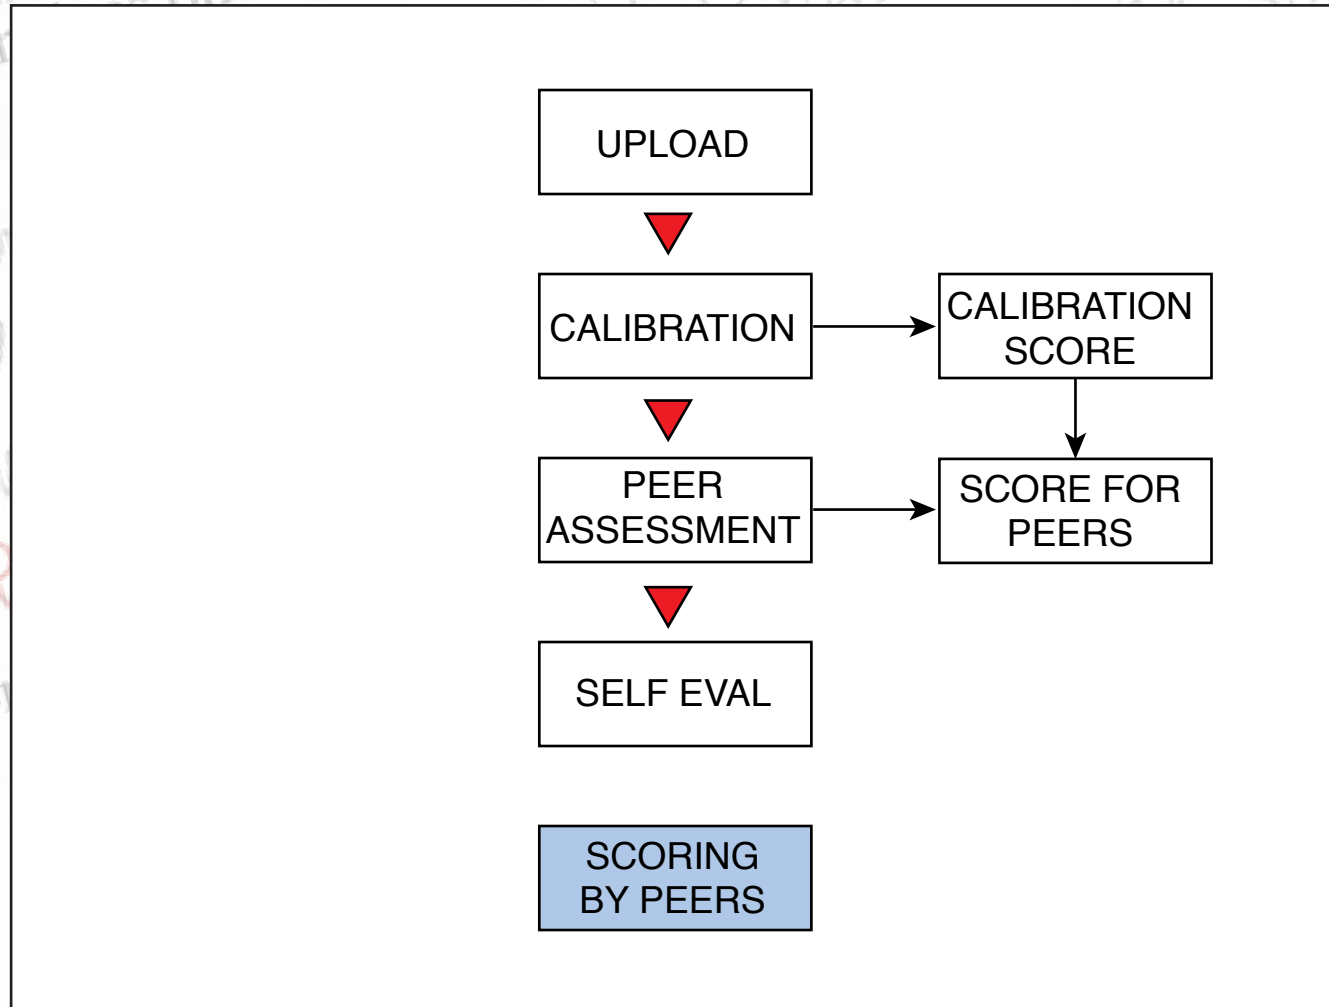 UPLOAD
CALIBRATION
CALIBRATION
SCORE
PEER
ASSESSMENT
SCORE FOR
PEERS
SELF EVAL
SCORING
BY PEERS